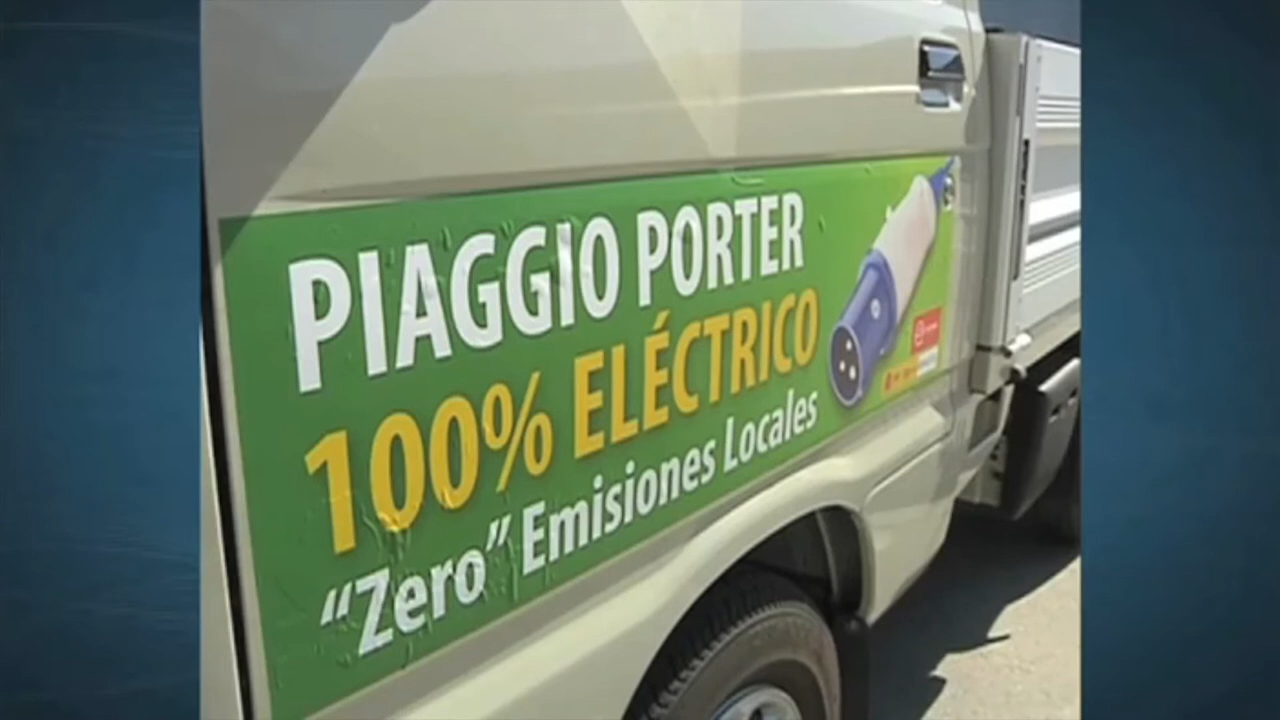 PIAGGIO PORTER
100% ELÉCTRICO
“Zero” Emisiones Locales